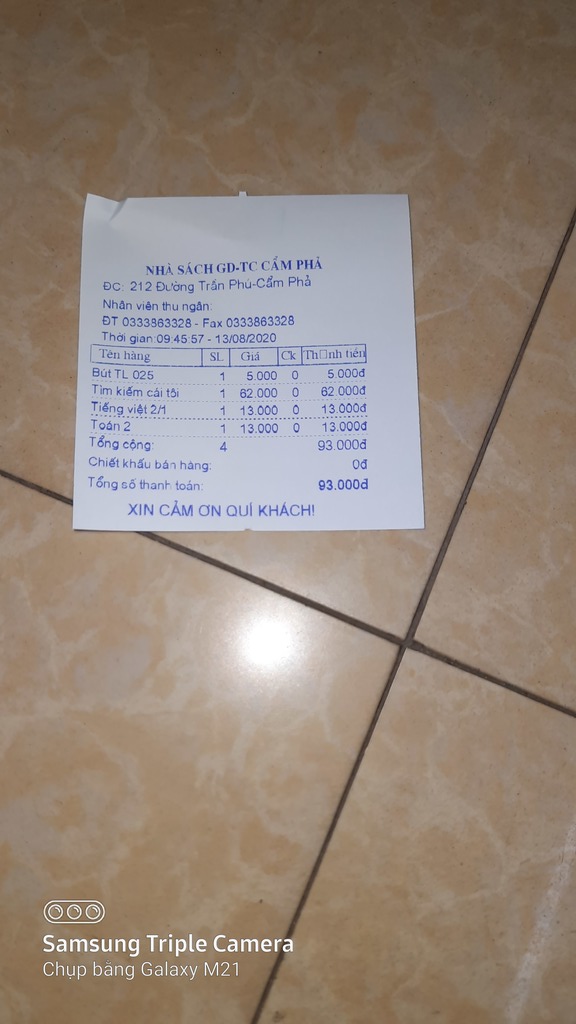 NHÀ SÁCH GD-TC CẨM PHẢ
ĐC: 212 Đường Trần Phú-Cẩm Phả
Nhân viên thu ngân:
ĐT 0333863328 - Fax 0333863328
Thời gian:09:45:57 - 13/08/2020
Tên hàng SL Giá Ck Th□nh tiền
Bút TL 025 1 5.000 0 5.000đ
Tìm kiếm cái tôi 1 62.000 0 62.000đ
Tiếng việt 2/1 1 13.000 0 13.000đ
Toán 2 1 13.000 0 13.000đ
Tổng cộng: 4 93.000đ
Chiết khấu bán hàng: 0đ
Tổng số thanh toán: 93.000đ
XIN CẢM ƠN QUÍ KHÁCH!
Samsung Triple Camera
Chụp bằng Galaxy M21